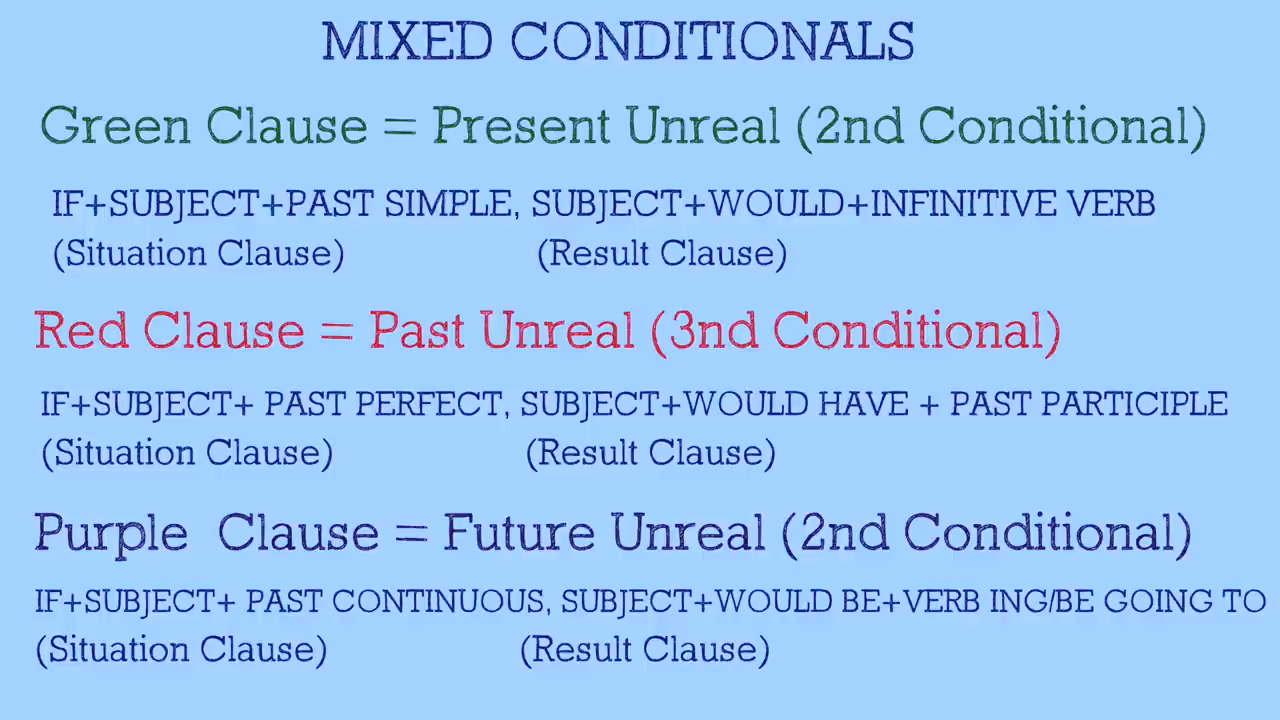 MIXED CONDITIONALS
Green Clause = Present Unreal (2nd Conditional)
IF+SUBJECT+PAST SIMPLE, SUBJECT+WOULD+INFINITIVE VERB
(Situation Clause) (Result Clause)
Red Clause = Past Unreal (3nd Conditional)
IF+SUBJECT+ PAST PERFECT, SUBJECT+WOULD HAVE + PAST PARTICIPLE
(Situation Clause) (Result Clause)
Purple Clause = Future Unreal (2nd Conditional)
IF+SUBJECT+ PAST CONTINUOUS, SUBJECT+WOULD BE+VERB ING/BE GOING TO
(Situation Clause) (Result Clause)